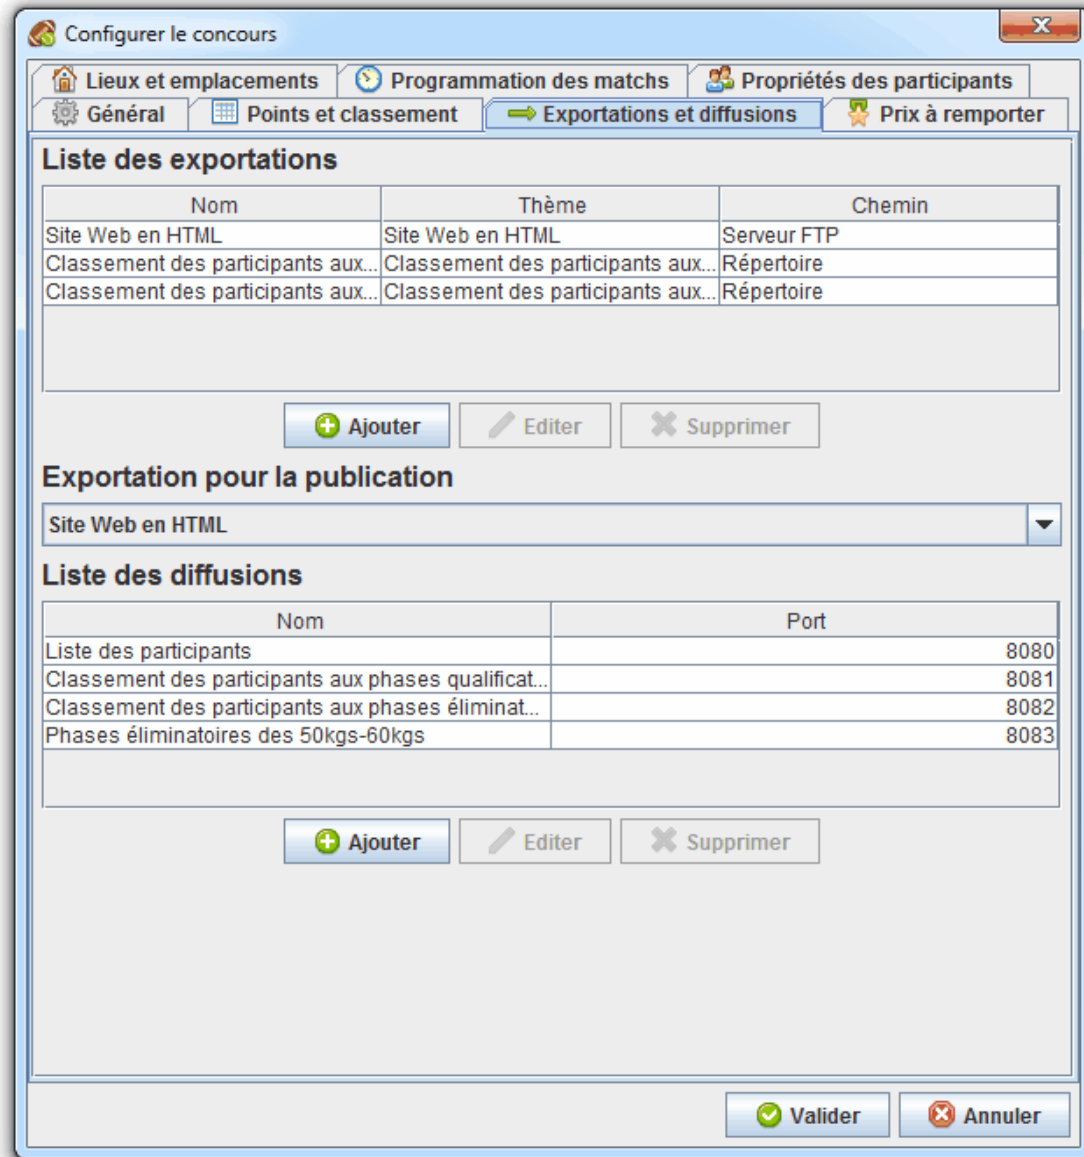 Configurer le concours
Lieux et emplacements Programmation des matchs Propriétés des participants
Général Points et classement Exportations et diffusions Prix à remporter
Liste des exportations
Nom Thème Chemin
Site Web en HTML Site Web en HTML Serveur FTP
Classement des participants aux... Classement des participants aux... Répertoire
Classement des participants aux... Classement des participants aux... Répertoire
Ajouter Editer Supprimer
Exportation pour la publication
Site Web en HTML
Liste des diffusions
Nom Port
Liste des participants 8080
Classement des participants aux phases qualificat... 8081
Classement des participants aux phases éliminat... 8082
Phases éliminatoires des 50kgs-60kgs 8083
Ajouter Editer Supprimer
Valider Annuler